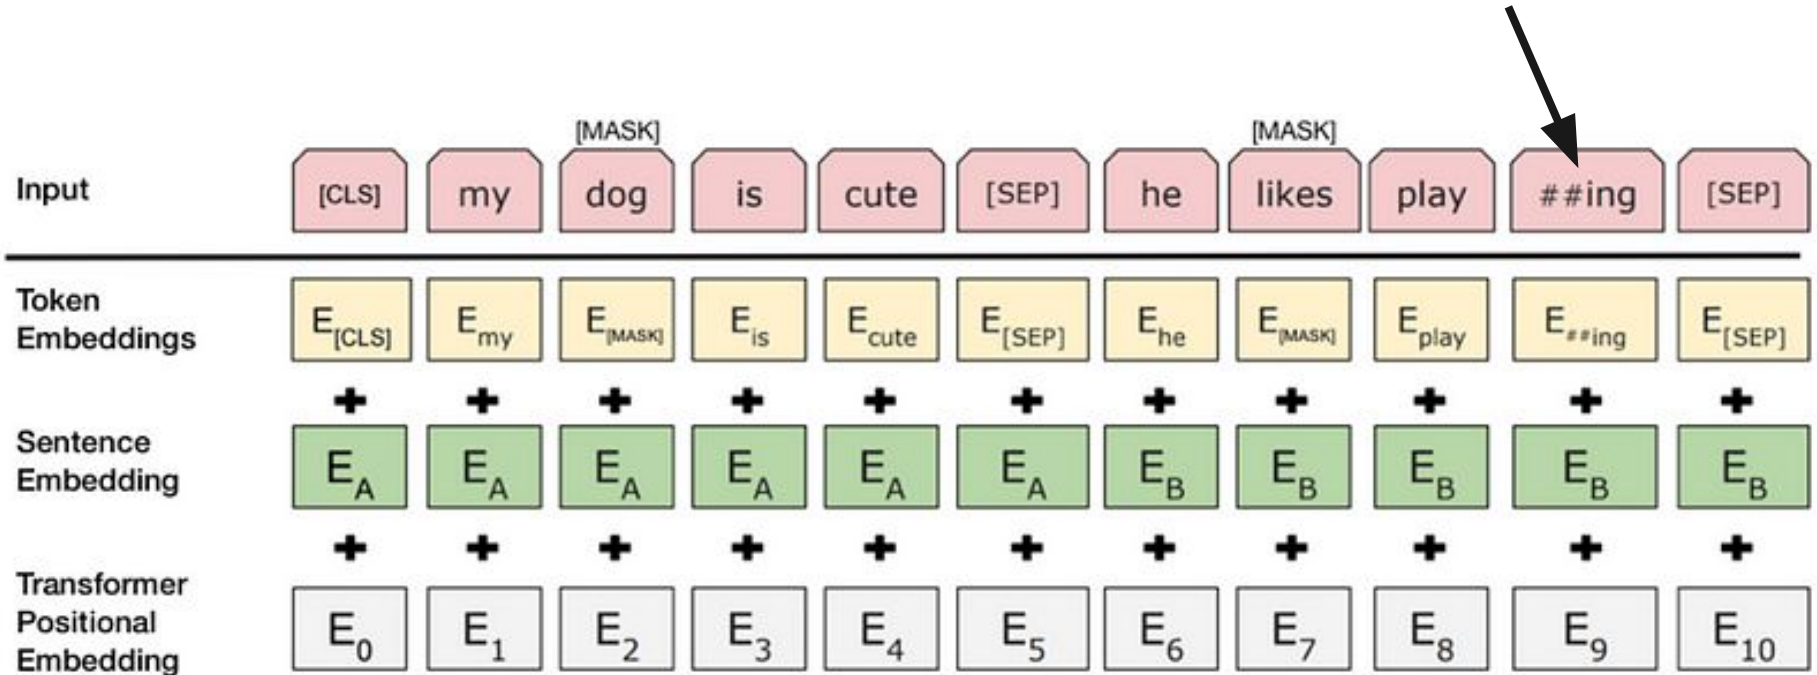 [MASK] [MASK]
Input [CLS] my dog is cute [SEP] he likes play ##ing [SEP]
Token
Embeddings
E[CLS] Emy E[MASK] Eis Ecute E[SEP] Ehe E[MASK] Eplay E##ing E[SEP]
+ + + + + + + + + + +
Sentence
Embedding
EA EA EA EA EA EA EB EB EB EB EB
+ + + + + + + + + + +
Transformer
Positional
Embedding
E0 E1 E2 E3 E4 E5 E6 E7 E8 E9 E10